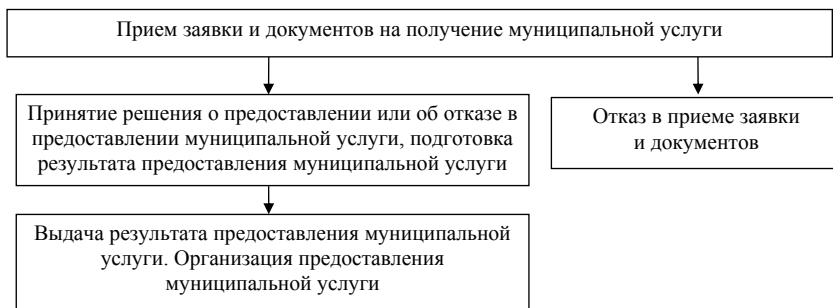 Прием заявки и документов на получение муниципальной услуги
Принятие решения о предоставлении или об отказе в
предоставлении муниципальной услуги, подготовка
результата предоставления муниципальной услуги
Отказ в приеме заявки
и документов
Выдача результата предоставления муниципальной
услуги. Организация предоставления
муниципальной услуги